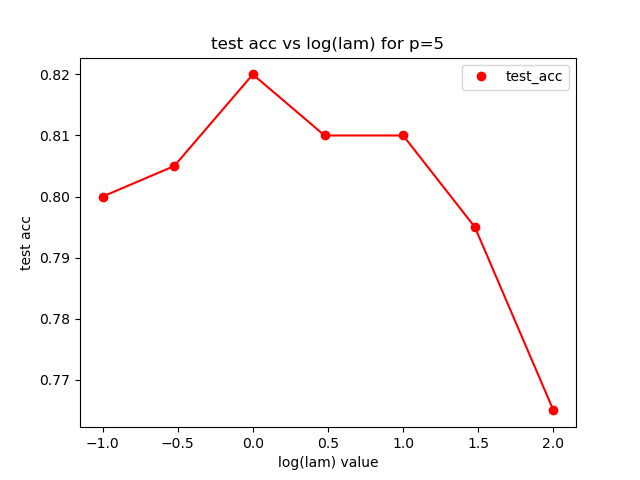 test acc vs log(lam) for p=5
test_acc
0.82
0.81
0.80
0.79
0.78
0.77
test acc
−1.0 −0.5 0.0 0.5 1.0 1.5 2.0
log(lam) value